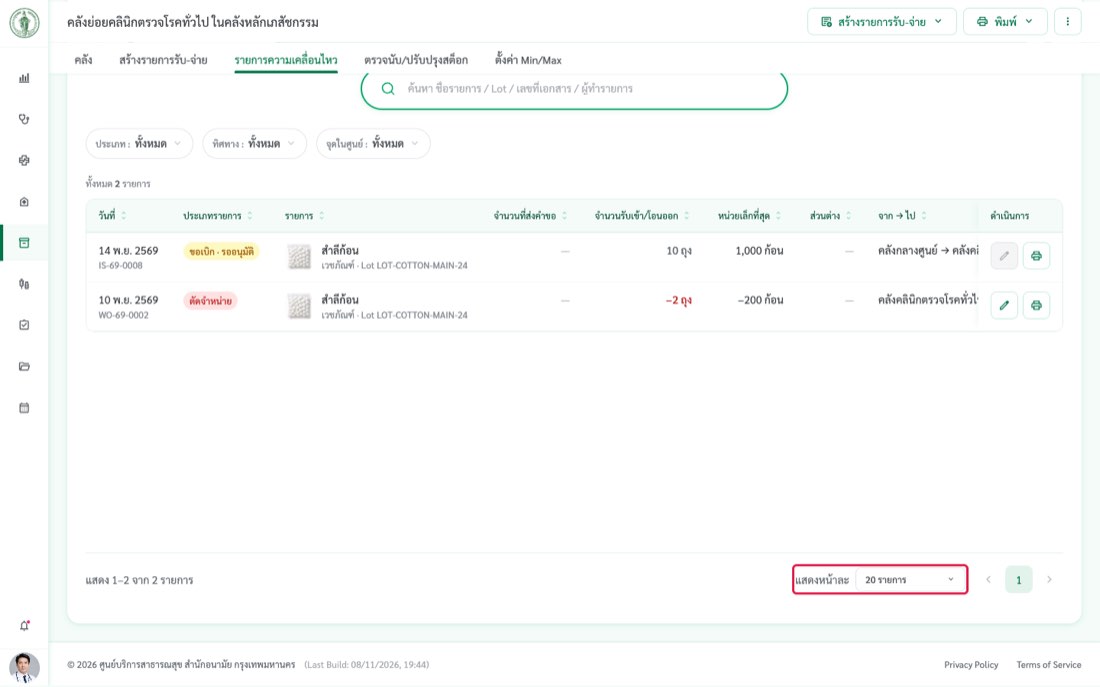 คลังย่อยคลินิกตรวจโรคทั่วไป ในคลังหลักเภสัชกรรม
สร้างรายการรับ-จ่าย
พิมพ์
คลัง
สร้างรายการรับ-จ่าย
รายการความเคลื่อนไหว
ตรวจนับ/ปรับปรุงสต็อก
ตั้งค่า Min/Max
ค้นหา ชื่อรายการ / Lot / เลขที่เอกสาร / ผู้ทำรายการ
ประเภท : ทั้งหมด
ทิศทาง : ทั้งหมด
จุดในศูนย์ : ทั้งหมด
ทั้งหมด 2 รายการ
วันที่ ประเภทรายการ รายการ จำนวนที่ส่งคำขอ จำนวนรับเข้า/โอนออก หน่วยเล็กที่สุด ส่วนต่าง จาก → ไป ดำเนินการ
14 พ.ย. 2569 ขอเบิก · รออนุมัติ สำลีก้อน — 10 ถุง 1,000 ก้อน — คลังกลางศูนย์ → คลังคลิ
IS-69-0008 เวชภัณฑ์ · Lot LOT-COTTON-MAIN-24
10 พ.ย. 2569 ตัดจำหน่าย สำลีก้อน — −2 ถุง −200 ก้อน — คลังคลินิกตรวจโรคทั่วไ
WO-69-0002 เวชภัณฑ์ · Lot LOT-COTTON-MAIN-24
แสดง 1–2 จาก 2 รายการ
แสดงหน้าละ 20 รายการ
1
© 2026 ศูนย์บริการสาธารณสุข สำนักอนามัย กรุงเทพมหานคร (Last Build: 08/11/2026, 19:44)
Privacy Policy
Terms of Service